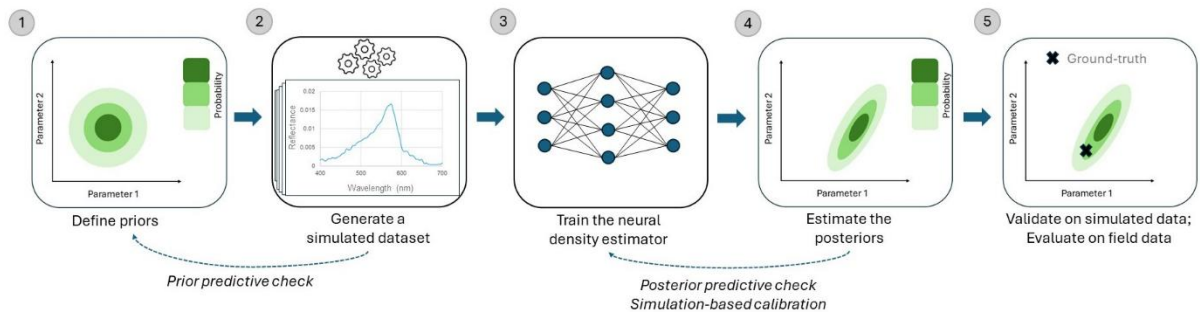 1
Parameter 2
Parameter 1
Probability
Define priors
2
Reflectance
0.02
0.015
0.01
0.005
0
400
500
600
700
Wavelength (nm)
Generate a
simulated dataset
Prior predictive check
3
Train the neural
density estimator
4
Parameter 2
Parameter 1
Probability
Estimate the
posteriors
Posterior predictive check
Simulation-based calibration
5
Ground-truth
Parameter 2
Parameter 1
Validate on simulated data;
Evaluate on field data